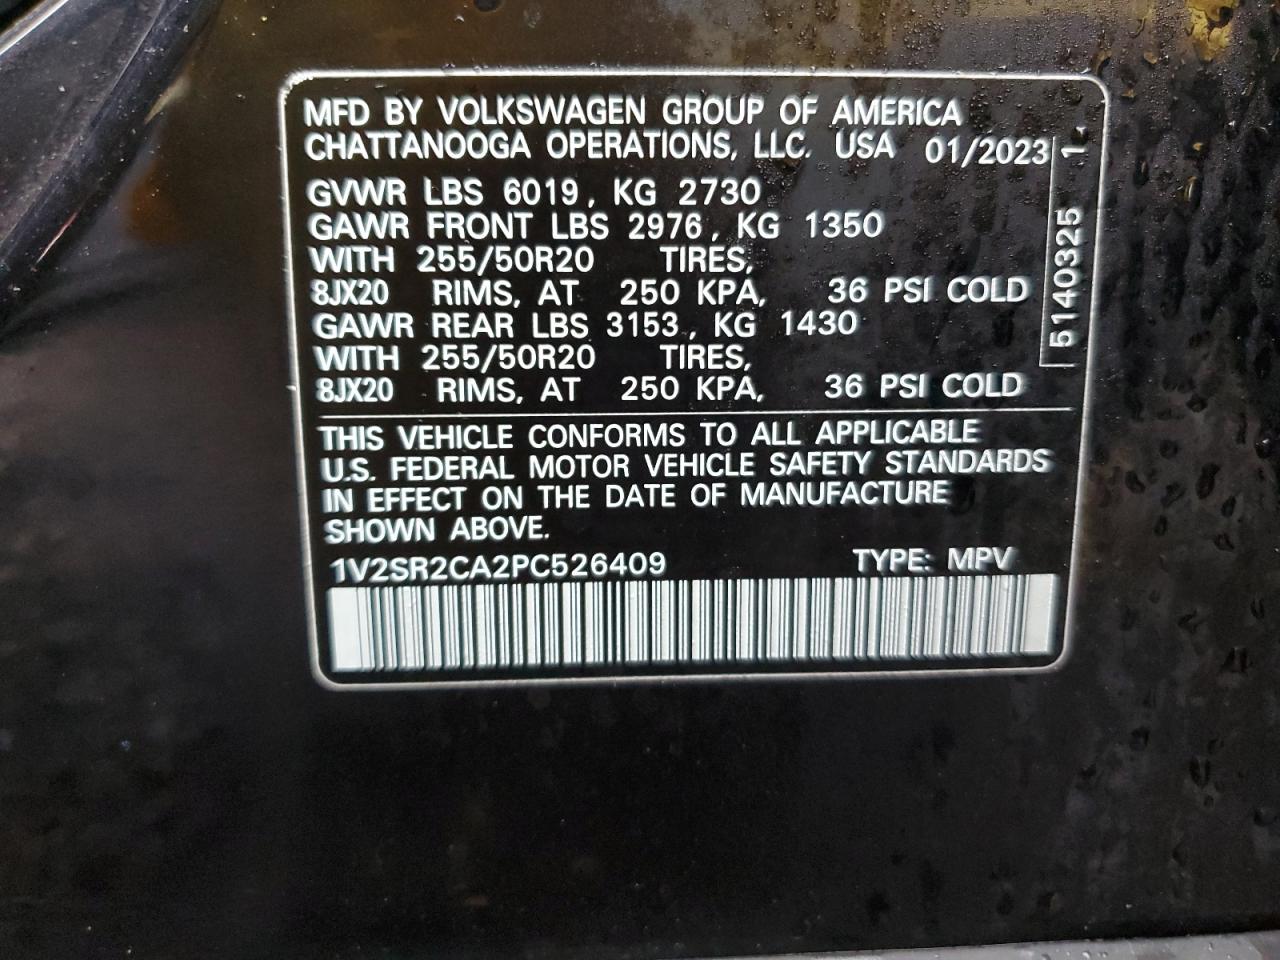 MFD BY VOLKSWAGEN GROUP OF AMERICA
CHATTANOOGA OPERATIONS, LLC. USA 01/2023
GVWR LBS 6019, KG 2730
GAWR FRONT LBS 2976, KG 1350
WITH 255/50R20 TIRES,
8JX20 RIMS, AT 250 KPA, 36 PSI COLD
GAWR REAR LBS 3153, KG 1430
WITH 255/50R20 TIRES,
8JX20 RIMS, AT 250 KPA, 36 PSI COLD
5140325 1
THIS VEHICLE CONFORMS TO ALL APPLICABLE
U.S. FEDERAL MOTOR VEHICLE SAFETY STANDARDS
IN EFFECT ON THE DATE OF MANUFACTURE
SHOWN ABOVE.
1V2SR2CA2PC526409 TYPE: MPV